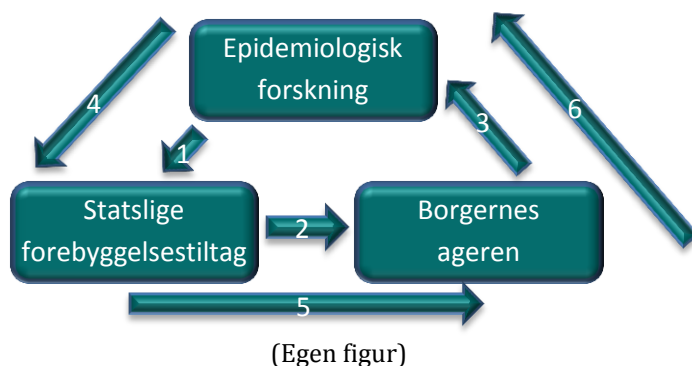 Epidemiologisk
forskning
4
6
3
1
Statslige
forebyggelsestiltag
2
Borgernes
ageren
5
(Egen figur)